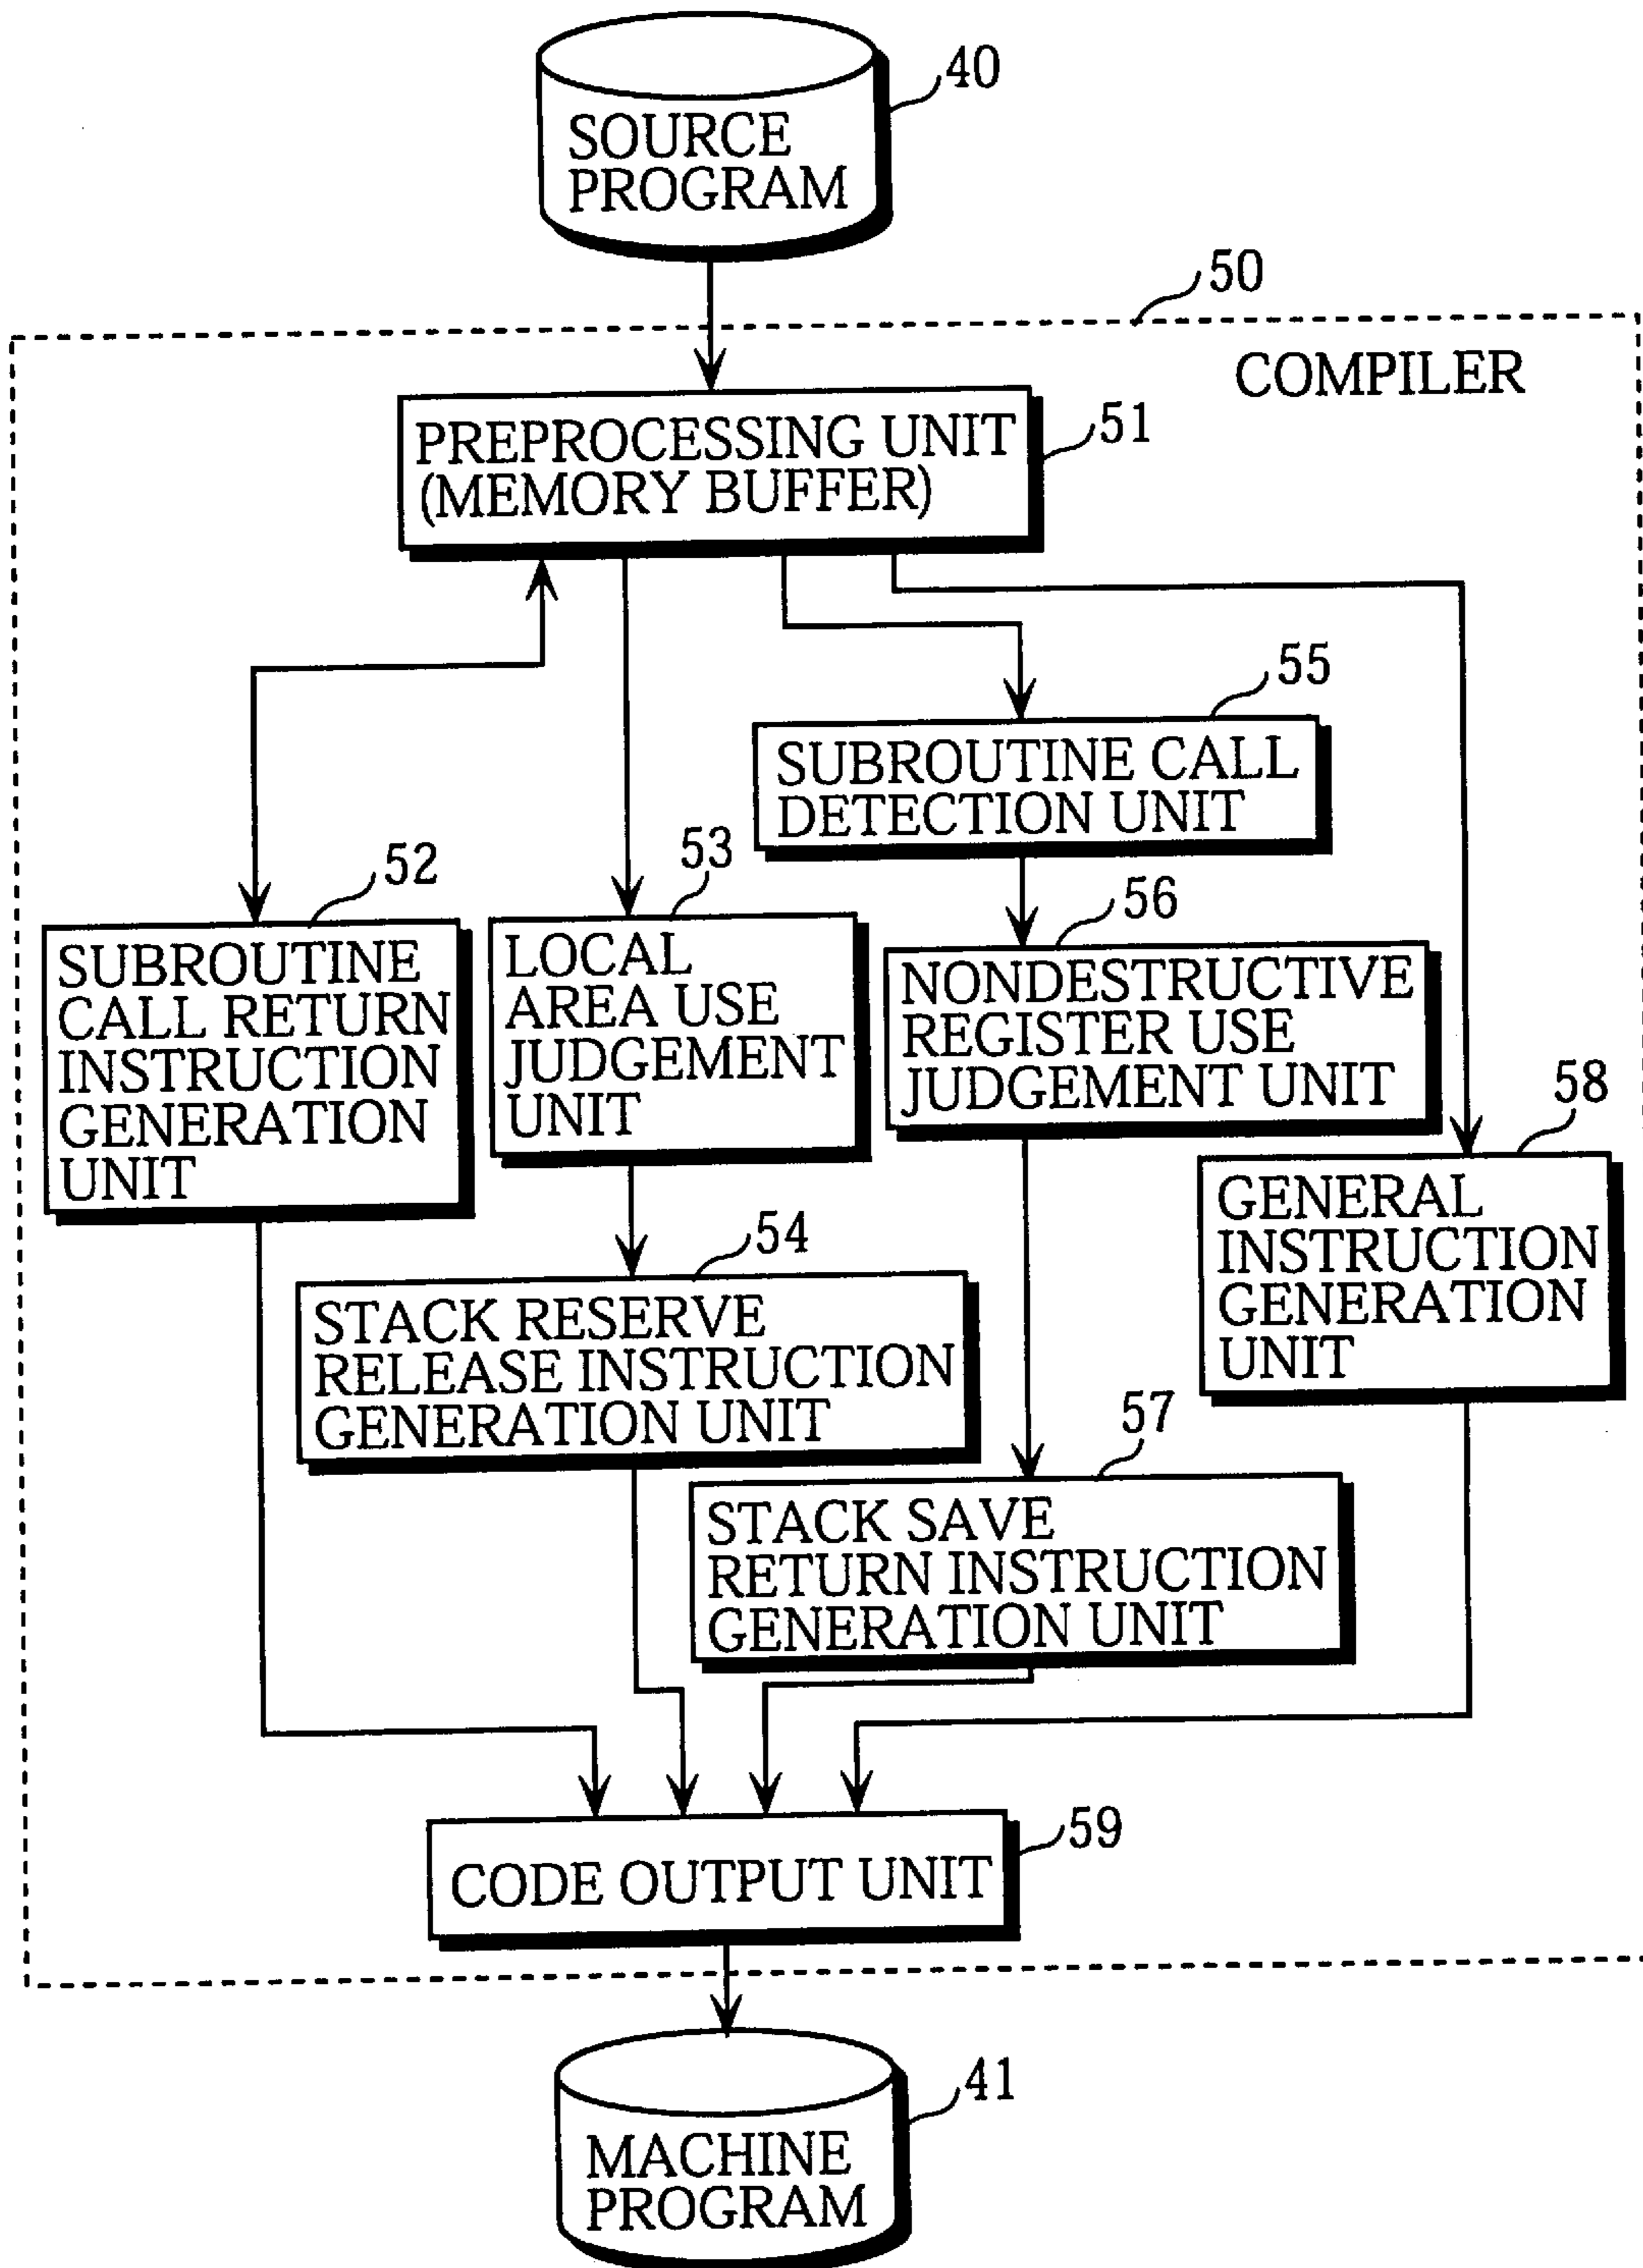 40
SOURCE
PROGRAM
50
COMPILER
PREPROCESSING UNIT
(MEMORY BUFFER)
51
55
SUBROUTINE CALL
DETECTION UNIT
52
SUBROUTINE
CALL RETURN
INSTRUCTION
GENERATION
UNIT
53
LOCAL
AREA USE
JUDGEMENT
UNIT
56
NONDESTRUCTIVE
REGISTER USE
JUDGEMENT UNIT
58
GENERAL
INSTRUCTION
GENERATION
UNIT
54
STACK RESERVE
RELEASE INSTRUCTION
GENERATION UNIT
57
STACK SAVE
RETURN INSTRUCTION
GENERATION UNIT
59
CODE OUTPUT UNIT
41
MACHINE
PROGRAM